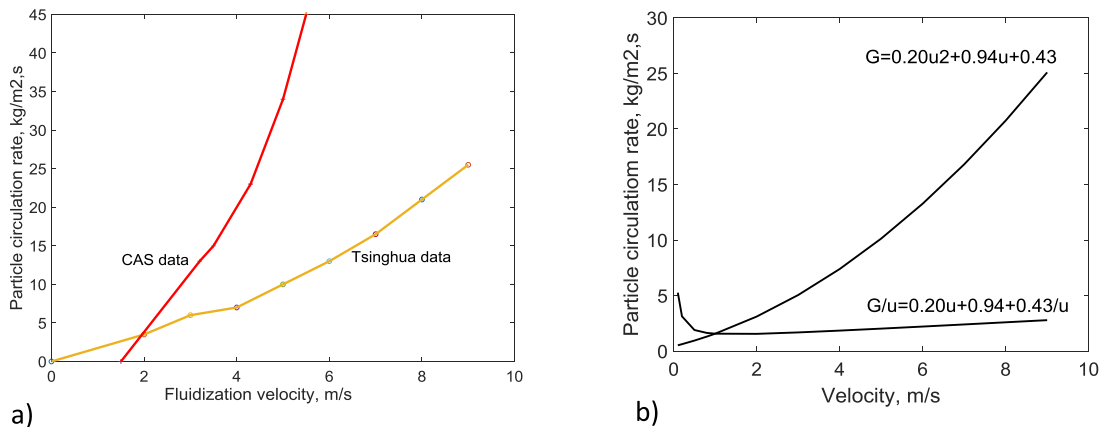 45
40
35
30
25
20
15
10
5
0
0
2
4
6
8
10
Particle circulation rate, kg/m2,s
CAS data
Tsinghua data
Fluidization velocity, m/s
a)
30
25
20
15
10
5
0
0
2
4
6
8
10
Particle circulatiom rate, kg/m2,s
G=0.20u2+0.94u+0.43
G/u=0.20u+0.94+0.43/u
Velocity, m/s
b)